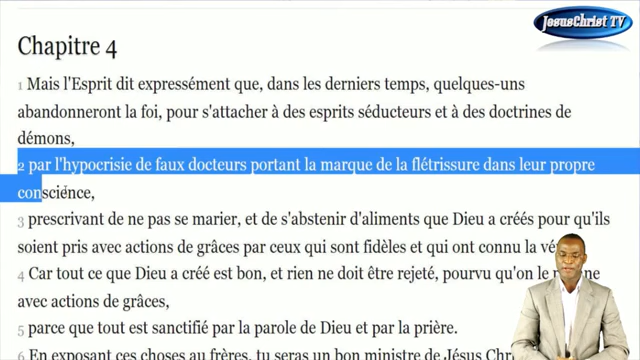 JesusChrist TV
Chapitre 4
1 Mais l'Esprit dit expressément que, dans les derniers temps, quelques-uns
abandonneront la foi, pour s'attacher à des esprits séducteurs et à des doctrines de
démons,
2 par l'hypocrisie de faux docteurs portant la marque de la flétrissure dans leur propre
conscience,
3 prescrivant de ne pas se marier, et de s'abstenir d'aliments que Dieu a créés pour qu'ils
soient pris avec actions de grâces par ceux qui sont fidèles et qui ont connu la
4 Car tout ce que Dieu a créé est bon, et rien ne doit être rejeté, pourvu qu'on le
avec actions de grâces,
5 parce que tout est sanctifié par la parole de Dieu et par la prière.
6 En exposant ces choses au frères, tu seras un bon ministre de Jésus